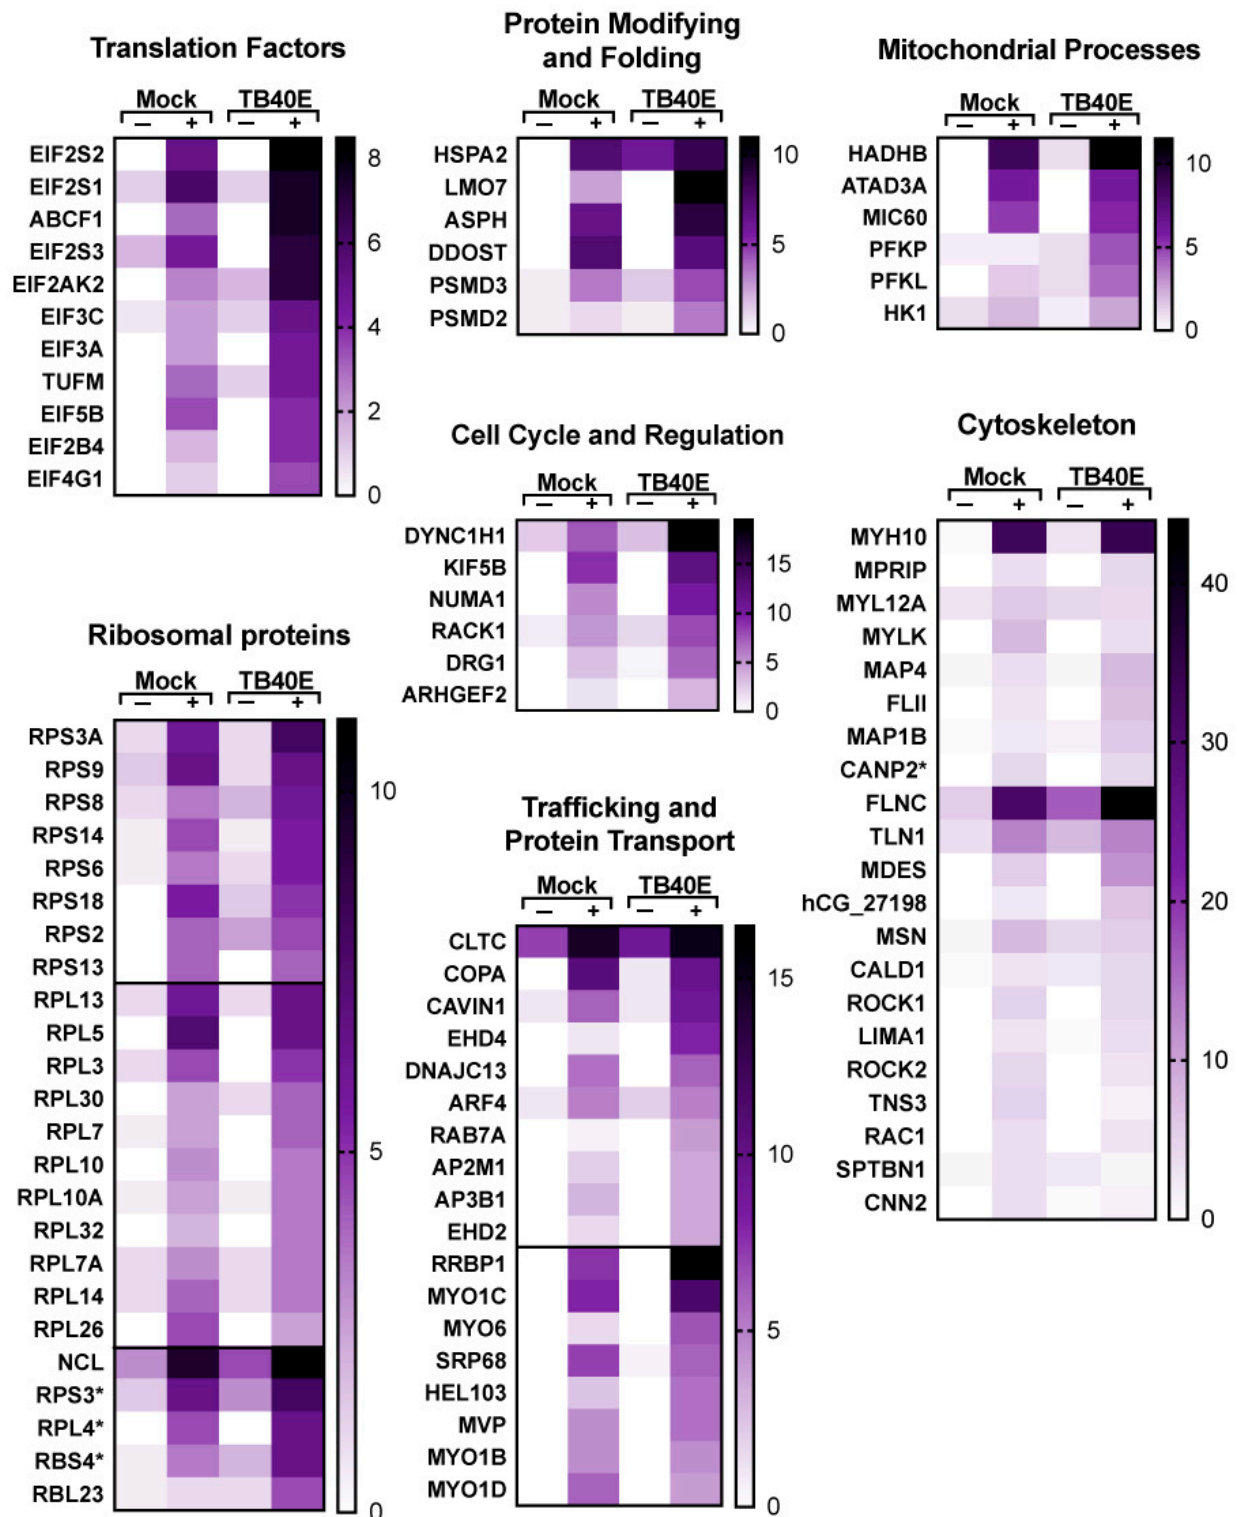 Translation Factors
Mock TB40E
– + – +
EIF2S2
EIF2S1
ABCF1
EIF2S3
EIF2AK2
EIF3C
EIF3A
TUFM
EIF5B
EIF2B4
EIF4G1
8
6
4
2
0
Ribosomal proteins
Mock TB40E
– + – +
RPS3A
RPS9
RPS8
RPS14
RPS6
RPS18
RPS2
RPS13
RPL13
RPL5
RPL3
RPL30
RPL7
RPL10
RPL10A
RPL32
RPL7A
RPL14
RPL26
NCL
RPS3*
RPL4*
RBS4*
RBL23
10
5
0
Protein Modifying
and Folding
Mock TB40E
– + – +
HSPA2
LMO7
ASPH
DDOST
PSMD3
PSMD2
10
5
0
Cell Cycle and Regulation
Mock TB40E
– + – +
DYNC1H1
KIF5B
NUMA1
RACK1
DRG1
ARHGEF2
15
10
5
0
Trafficking and
Protein Transport
Mock TB40E
– + – +
CLTC
COPA
CAVIN1
EHD4
DNAJC13
ARF4
RAB7A
AP2M1
AP3B1
EHD2
RRBP1
MYO1C
MYO6
SRP68
HEL103
MVP
MYO1B
MYO1D
15
10
5
0
Mitochondrial Processes
Mock TB40E
– + – +
HADHB
ATAD3A
MIC60
PFKP
PFKL
HK1
10
5
0
Cytoskeleton
Mock TB40E
– + – +
MYH10
MPRIP
MYL12A
MYLK
MAP4
FLII
MAP1B
CANP2*
FLNC
TLN1
MDES
hCG_27198
MSN
CALD1
ROCK1
LIMA1
ROCK2
TNS3
RAC1
SPTBN1
CNN2
40
30
20
10
0